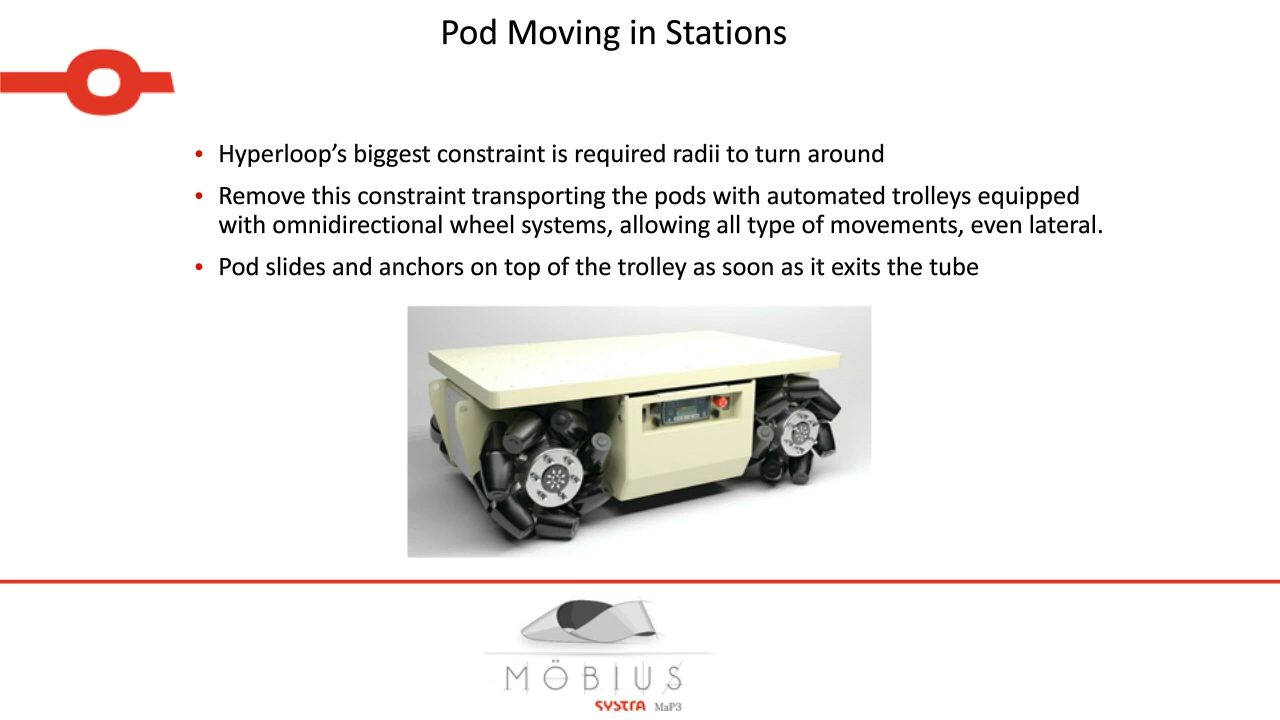 Pod Moving in Stations
• Hyperloop’s biggest constraint is required radii to turn around
• Remove this constraint transporting the pods with automated trolleys equipped
with omnidirectional wheel systems, allowing all type of movements, even lateral.
• Pod slides and anchors on top of the trolley as soon as it exits the tube
MÖBIUS
SYSTRA MaP3